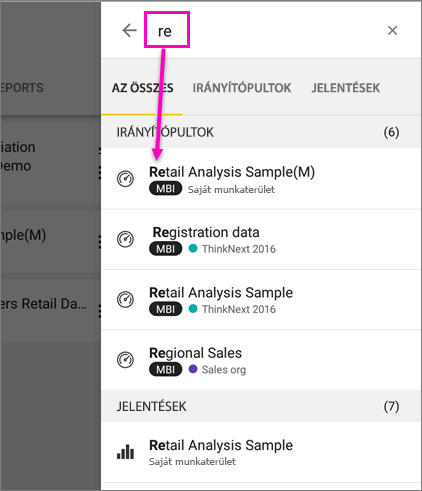 re
EPORTS
AZ ÖSSZES IRÁNYÍTÓPULTOK JELENTÉSEK
IRÁNYÍTÓPULTOK (6)
iation
Demo
Retail Analysis Sample(M)
MBI Saját munkaterület
mple(M)
Registration data
MBI ThinkNext 2016
ers Retail Da...
Retail Analysis Sample
MBI ThinkNext 2016
Regional Sales
MBI Sales org
JELENTÉSEK (7)
Retail Analysis Sample
Saját munkaterület